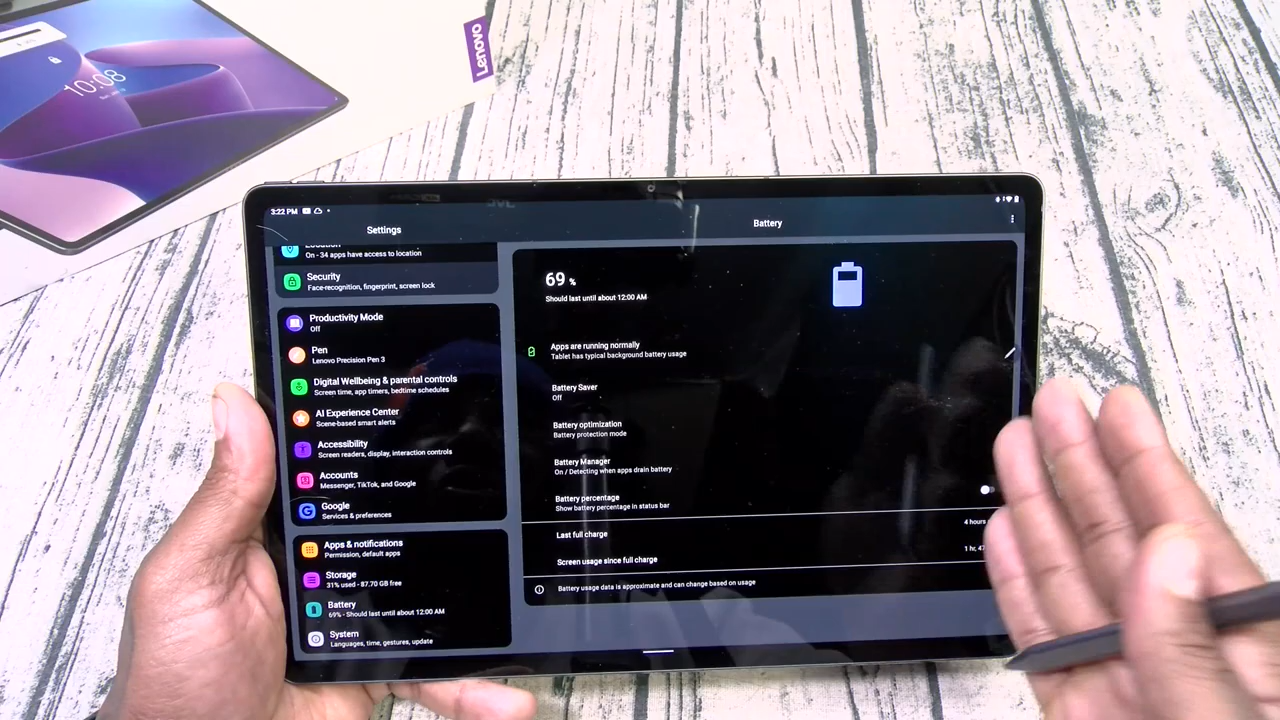 Lenovo
10:08
3:22 PM
Settings
Battery
Location
On - 34 apps have access to location
Security
Face-recognition, fingerprint, screen lock
Productivity Mode
Off
Pen
Lenovo Precision Pen 3
Digital Wellbeing & parental controls
Screen time, app timers, bedtime schedules
AI Experience Center
Scene-based smart alerts
Accessibility
Screen readers, display, interaction controls
Accounts
Messenger, TikTok, and Google
Google
Services & preferences
Apps & notifications
Permission, default apps
Storage
31% used - 87.70 GB free
Battery
69% - Should last until about 12:00 AM
System
Languages, time, gestures, update
69 %
Should last until about 12:00 AM
Apps are running normally
Tablet has typical background battery usage
Battery Saver
Off
Battery optimization
Battery protection mode
Battery Manager
On / Detecting when apps drain battery
Battery percentage
Show battery percentage in status bar
Last full charge
4 hours
Screen usage since full charge
1 hr, 47
Battery usage data is approximate and can change based on usage